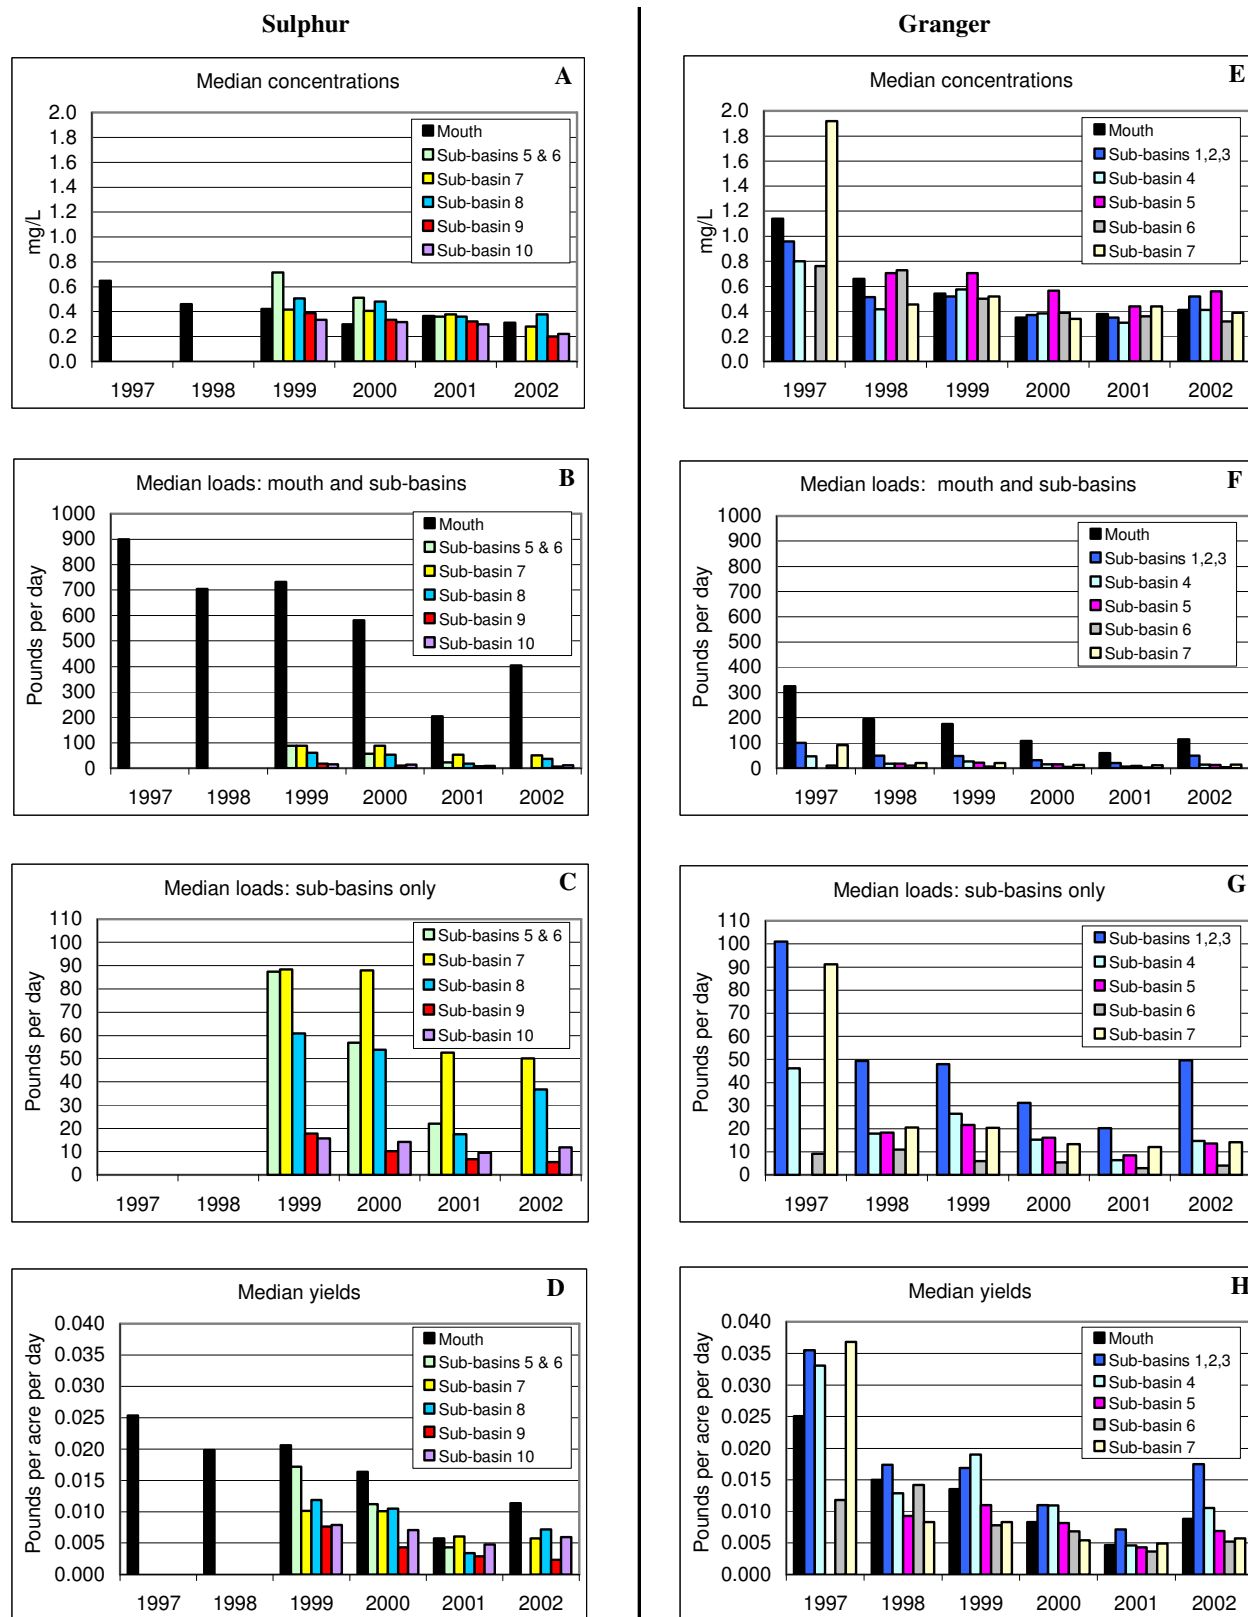 Sulphur
Median concentrations
A
mg/L
2.0
1.8
1.6
1.4
1.2
1.0
0.8
0.6
0.4
0.2
0.0
Mouth
Sub-basins 5 & 6
Sub-basin 7
Sub-basin 8
Sub-basin 9
Sub-basin 10
1997 1998 1999 2000 2001 2002
Median loads: mouth and sub-basins
B
Pounds per day
1000
900
800
700
600
500
400
300
200
100
0
Mouth
Sub-basins 5 & 6
Sub-basin 7
Sub-basin 8
Sub-basin 9
Sub-basin 10
1997 1998 1999 2000 2001 2002
Median loads: sub-basins only
C
Pounds per day
110
100
90
80
70
60
50
40
30
20
10
0
Sub-basins 5 & 6
Sub-basin 7
Sub-basin 8
Sub-basin 9
Sub-basin 10
1997 1998 1999 2000 2001 2002
Median yields
D
Pounds per acre per day
0.040
0.035
0.030
0.025
0.020
0.015
0.010
0.005
0.000
Mouth
Sub-basins 5 & 6
Sub-basin 7
Sub-basin 8
Sub-basin 9
Sub-basin 10
1997 1998 1999 2000 2001 2002
Granger
Median concentrations
E
mg/L
2.0
1.8
1.6
1.4
1.2
1.0
0.8
0.6
0.4
0.2
0.0
Mouth
Sub-basins 1,2,3
Sub-basin 4
Sub-basin 5
Sub-basin 6
Sub-basin 7
1997 1998 1999 2000 2001 2002
Median loads: mouth and sub-basins
F
Pounds per day
1000
900
800
700
600
500
400
300
200
100
0
Mouth
Sub-basins 1,2,3
Sub-basin 4
Sub-basin 5
Sub-basin 6
Sub-basin 7
1997 1998 1999 2000 2001 2002
Median loads: sub-basins only
G
Pounds per day
110
100
90
80
70
60
50
40
30
20
10
0
Sub-basins 1,2,3
Sub-basin 4
Sub-basin 5
Sub-basin 6
Sub-basin 7
1997 1998 1999 2000 2001 2002
Median yields
H
Pounds per acre per day
0.040
0.035
0.030
0.025
0.020
0.015
0.010
0.005
0.000
Mouth
Sub-basins 1,2,3
Sub-basin 4
Sub-basin 5
Sub-basin 6
Sub-basin 7
1997 1998 1999 2000 2001 2002